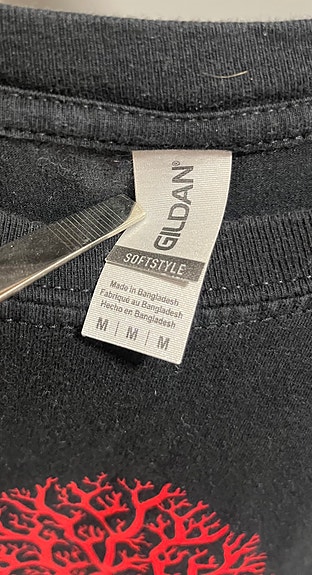 GILDAN®
SOFTSTYLE
Made in Bangladesh
Fabriqué au Bangladesh
Hecho en Bangladesh
M | M | M